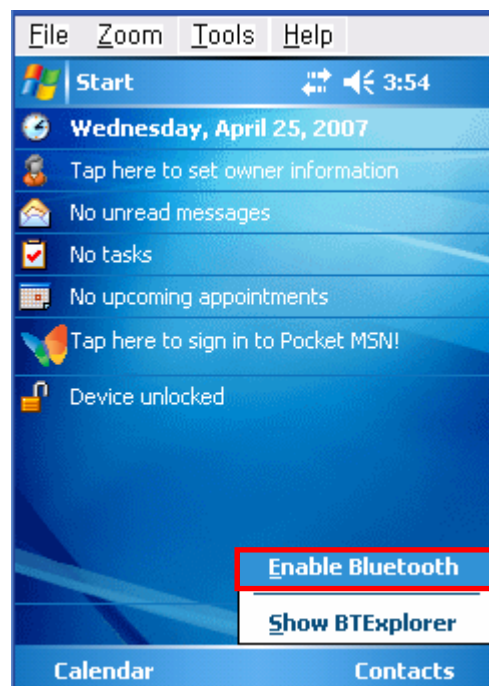 File Zoom Tools Help
Start 3:54
Wednesday, April 25, 2007
Tap here to set owner information
No unread messages
No tasks
No upcoming appointments
Tap here to sign in to Pocket MSN!
Device unlocked
Enable Bluetooth
Show BTExplorer
Calendar Contacts